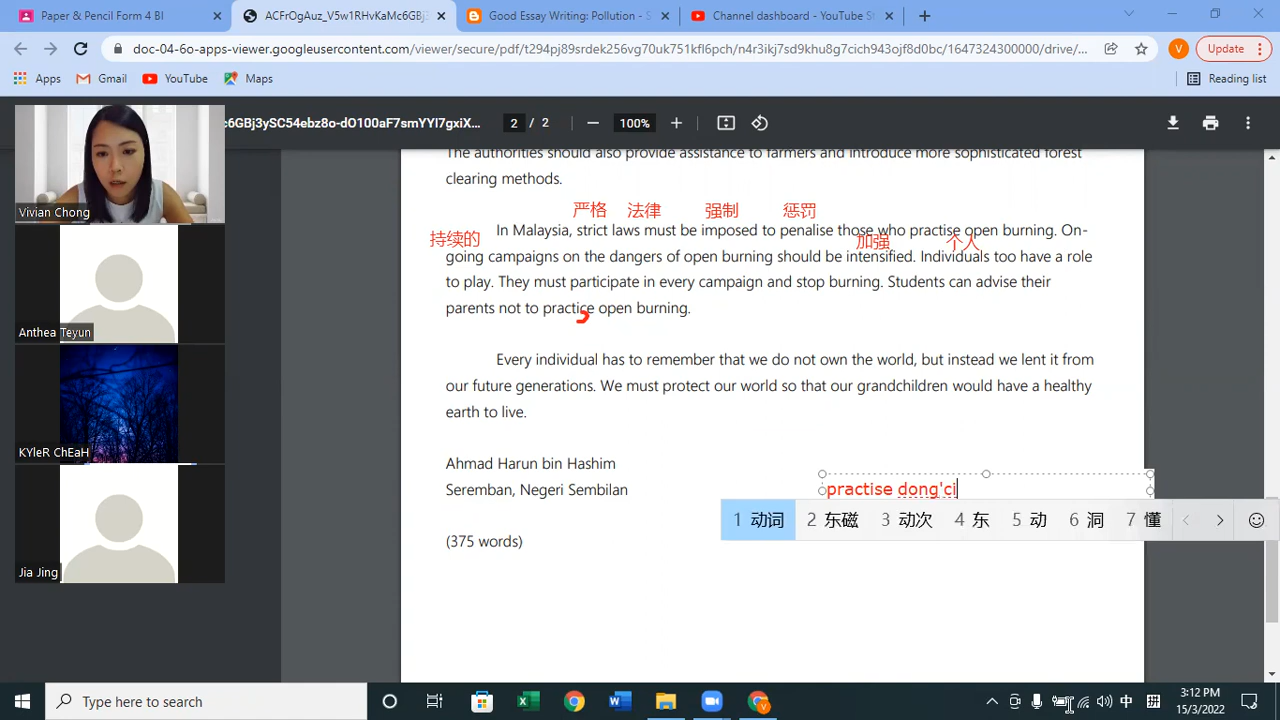 Paper & Pencil Form 4 BI
ACFrOgAuz_V5w1RHvKaMc6GBj3
Good Essay Writing: Pollution - S
Channel dashboard - YouTube St
doc-04-6o-apps-viewer.googleusercontent.com/viewer/secure/pdf/t294pj89srdek256vg70uk751kfl6pch/n4r3ikj7sd9khu8g7cich943ojf8d0bc/1647324300000/drive/...
V
Update
Apps
Gmail
YouTube
Maps
Reading list
c6GBj3ySC54ebz8o-dO100aF7smYYl7gxiX...
2 / 2
100%
The authorities should also provide assistance to farmers and introduce more sophisticated forest
clearing methods.
严格 法律 强制 惩罚
In Malaysia, strict laws must be imposed to penalise those who practise open burning. On-
持续的 加强 个人
going campaigns on the dangers of open burning should be intensified. Individuals too have a role
to play. They must participate in every campaign and stop burning. Students can advise their
parents not to practice open burning.
Every individual has to remember that we do not own the world, but instead we lent it from
our future generations. We must protect our world so that our grandchildren would have a healthy
earth to live.
Ahmad Harun bin Hashim
Seremban, Negeri Sembilan
practise dong'ci
1 动词 2 东磁 3 动次 4 东 5 动 6 洞 7 懂
(375 words)
Vivian Chong
Anthea Teyun
KYleR ChEaH
Jia Jing
Type here to search
中
拼
3:12 PM
15/3/2022